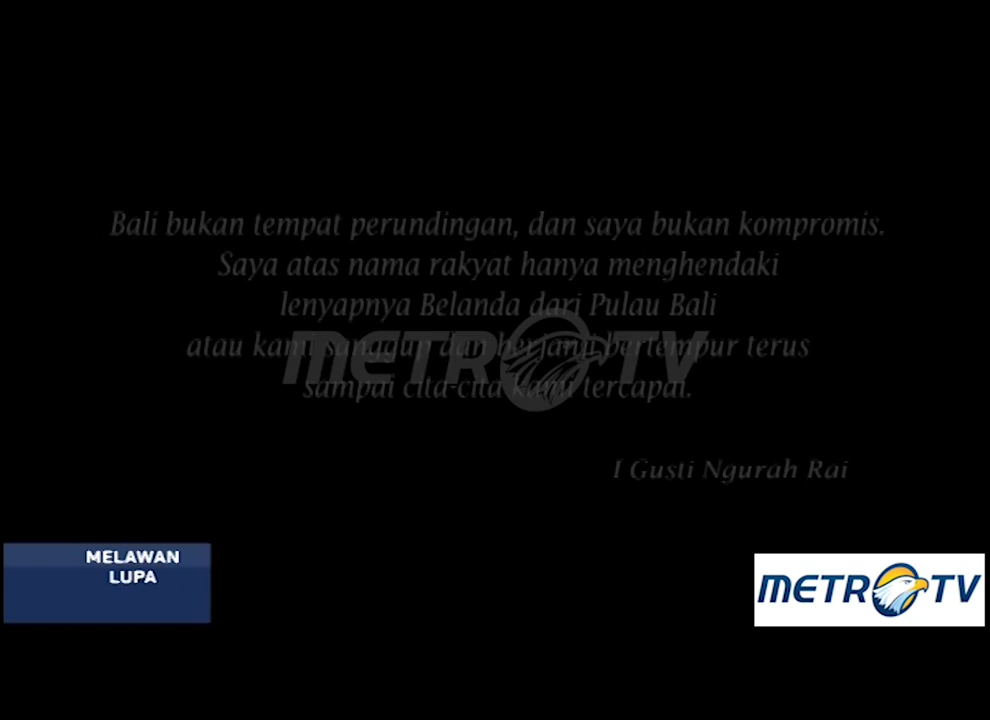 Bali bukan tempat perundingan, dan saya bukan kompromis.
Saya atas nama rakyat hanya menghendaki
lenyapnya Belanda dari Pulau Bali
atau kami sanggup dan berjanji bertempur terus
sampai cita-cita kami tercapai.
METRO TV
I Gusti Ngurah Rai
MELAWAN
LUPA
METRO TV